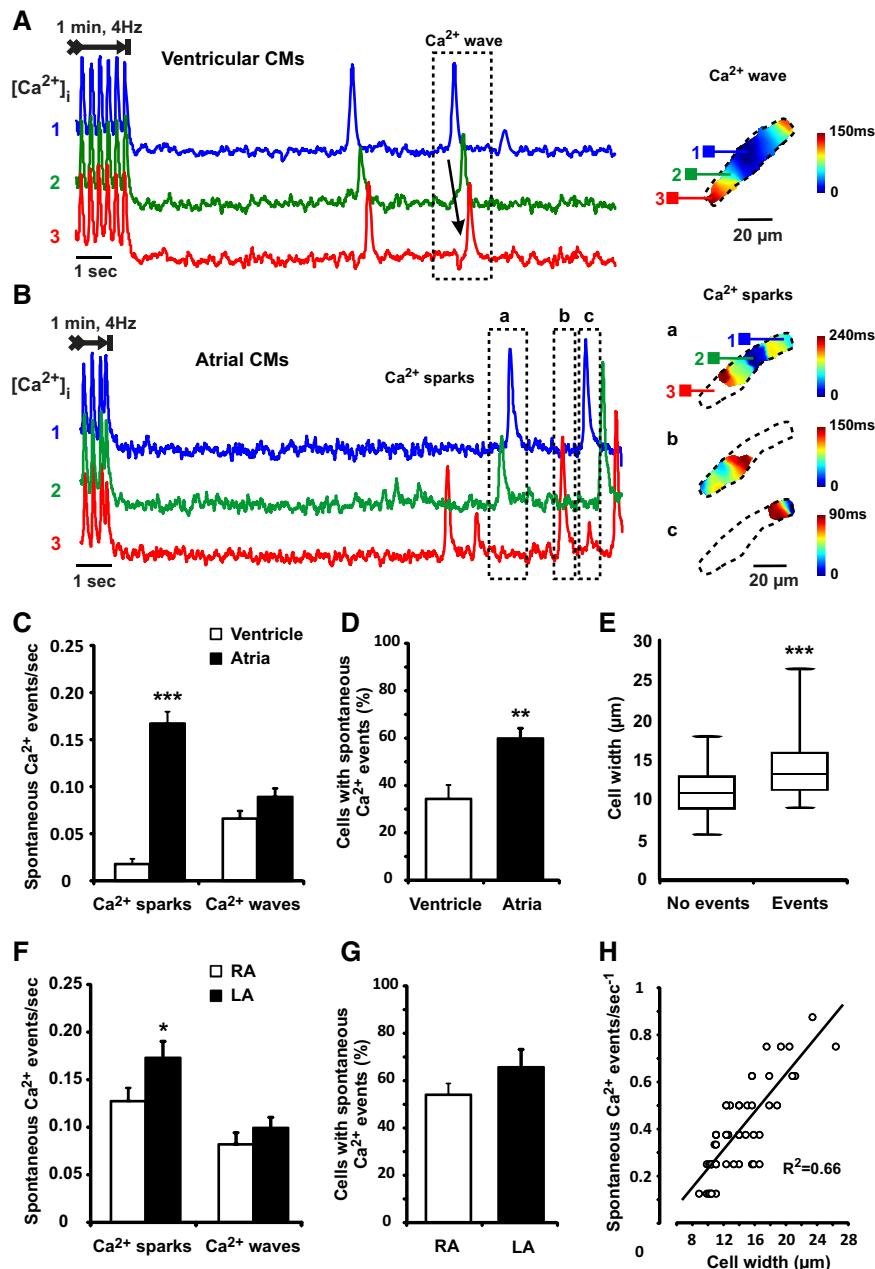 A
1 min, 4Hz
Ventricular CMs
Ca²⁺ wave
[Ca²⁺]i
1
2
3
1 sec
Ca²⁺ wave
1
2
3
150ms
0
20 µm
B
1 min, 4Hz
Atrial CMs
Ca²⁺ sparks
a
b
c
[Ca²⁺]i
1
2
3
1 sec
Ca²⁺ sparks
a
1
2
3
240ms
0
b
150ms
0
c
90ms
0
20 µm
C
Spontaneous Ca²⁺ events/sec
0.25
0.20
0.15
0.10
0.05
0
Ventricle
Atria
***
Ca²⁺ sparks
Ca²⁺ waves
D
Cells with spontaneous
Ca²⁺ events (%)
100
80
60
40
20
0
**
Ventricle
Atria
E
Cell width (µm)
30
25
15
20
15
10
5
0
***
No events
Events
F
Spontaneous Ca²⁺ events/sec
0.25
0.20
0.15
0.10
0.05
0
RA
LA
*
Ca²⁺ sparks
Ca²⁺ waves
G
Cells with spontaneous
Ca²⁺ events (%)
100
80
60
40
20
0
RA
LA
H
Spontaneous Ca²⁺ events/sec⁻¹
1
0.8
0.6
0.4
0.2
0
R²=0.66
8
12
16
20
24
28
Cell width (µm)